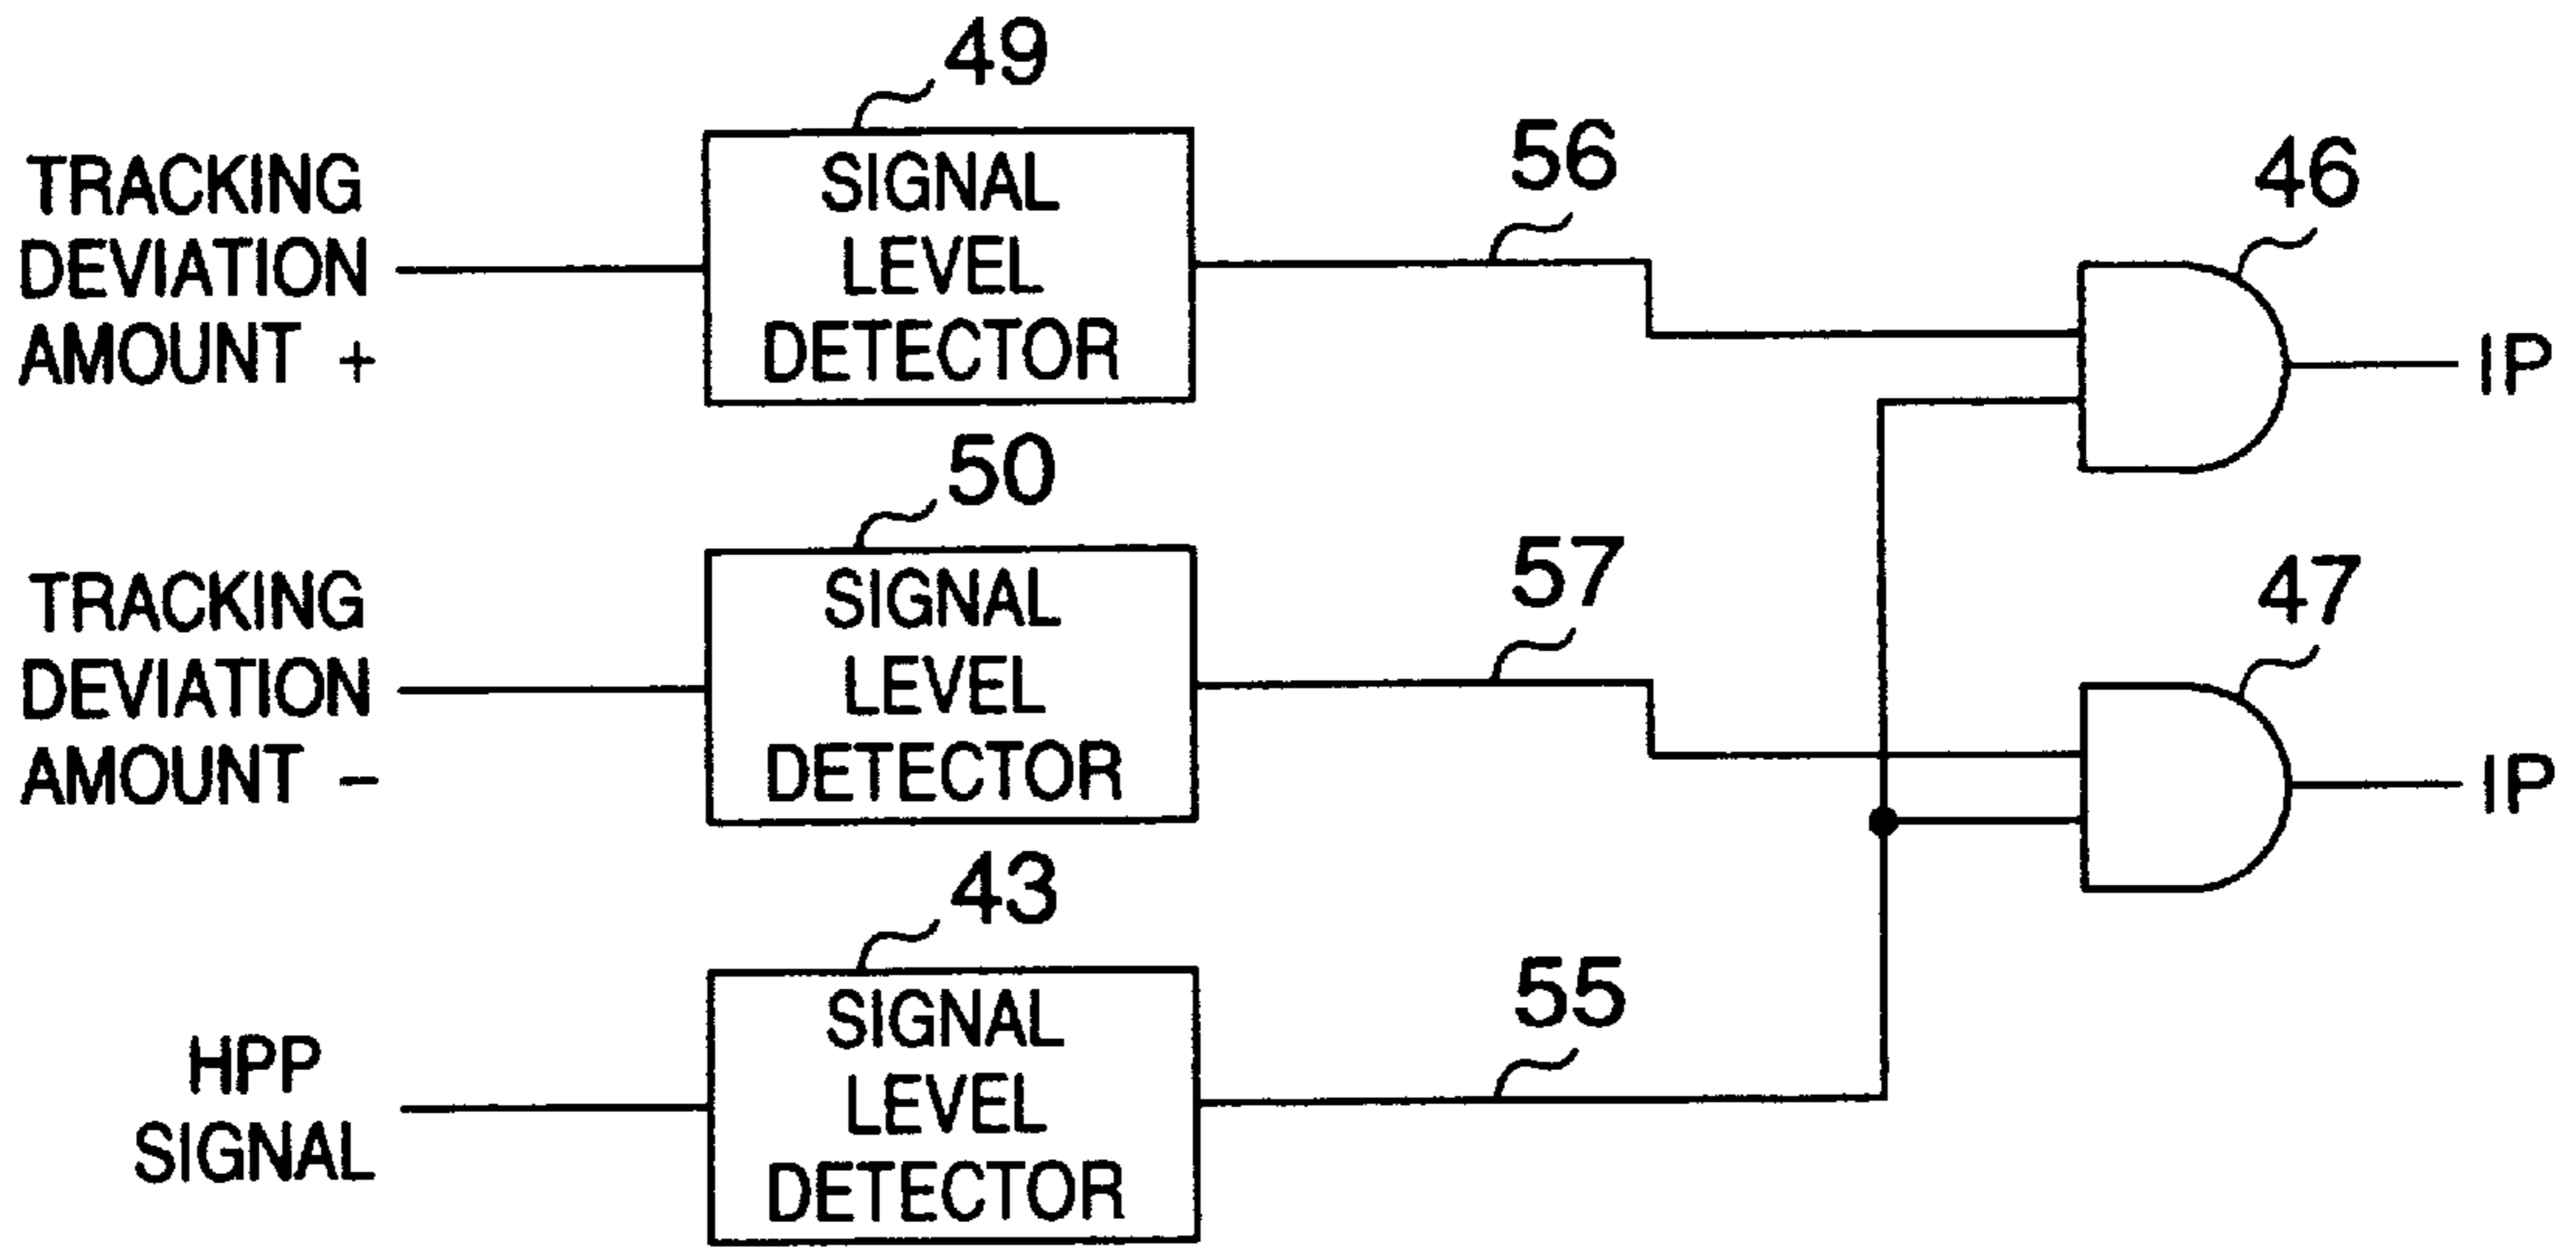 49
TRACKING
DEVIATION
AMOUNT +
SIGNAL
LEVEL
DETECTOR
56
46
IP
50
TRACKING
DEVIATION
AMOUNT −
SIGNAL
LEVEL
DETECTOR
57
47
IP
43
HPP
SIGNAL
SIGNAL
LEVEL
DETECTOR
55